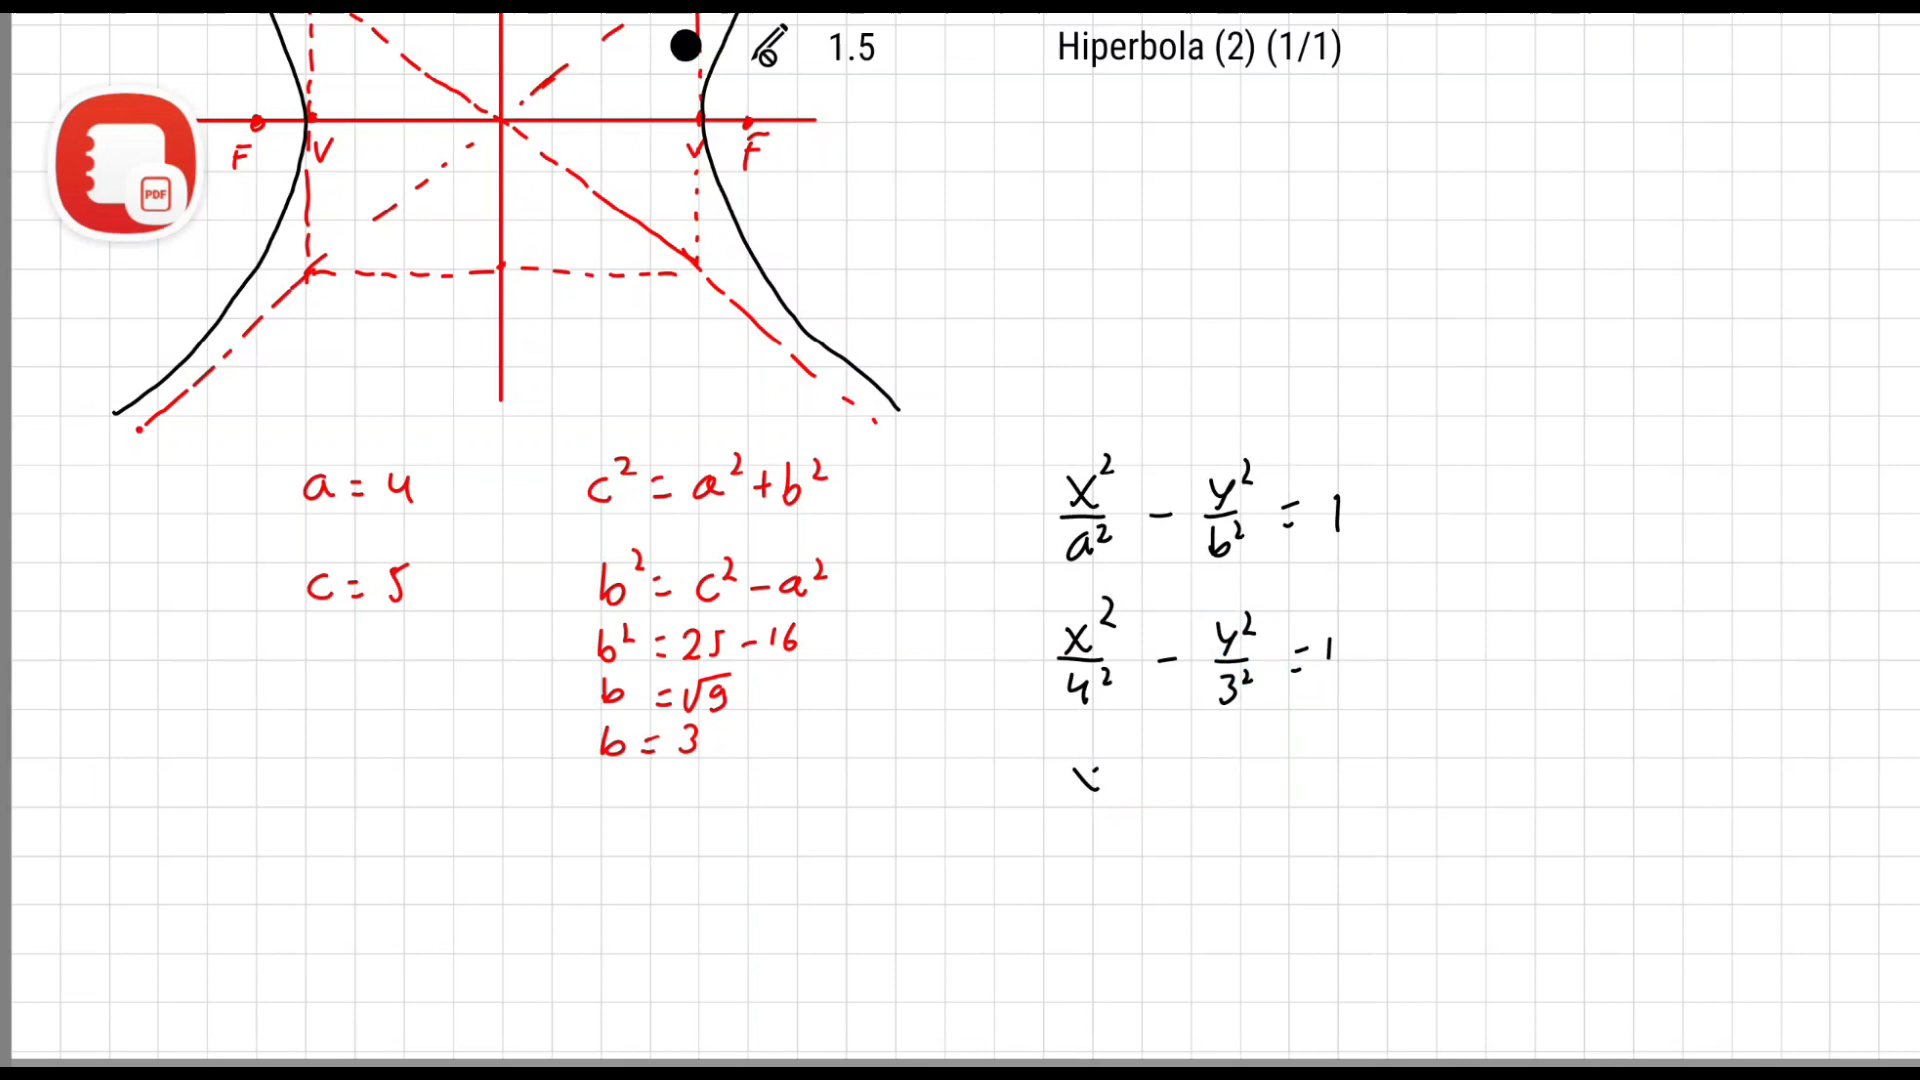 1.5 Hiperbola (2) (1/1)
PDF
F V V F
a = 4
c = 5
c² = a² + b²
b² = c² - a²
b² = 25 - 16
b = √9
b = 3
x²/a² - y²/b² = 1
x²/4² - y²/3² = 1